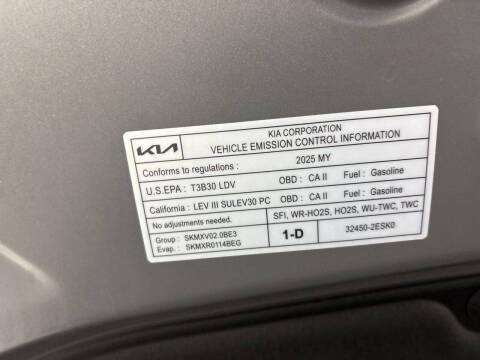 KIA
KIA CORPORATION
VEHICLE EMISSION CONTROL INFORMATION
Conforms to regulations : 2025 MY
U.S.EPA : T3B30 LDV OBD : CA II Fuel : Gasoline
California : LEV III SULEV30 PC OBD : CA II Fuel : Gasoline
No adjustments needed. SFI, WR-HO2S, HO2S, WU-TWC, TWC
Group : SKMXV02.0BE3
Evap. : SKMXR0114BEG
1-D 32450-2ESK0